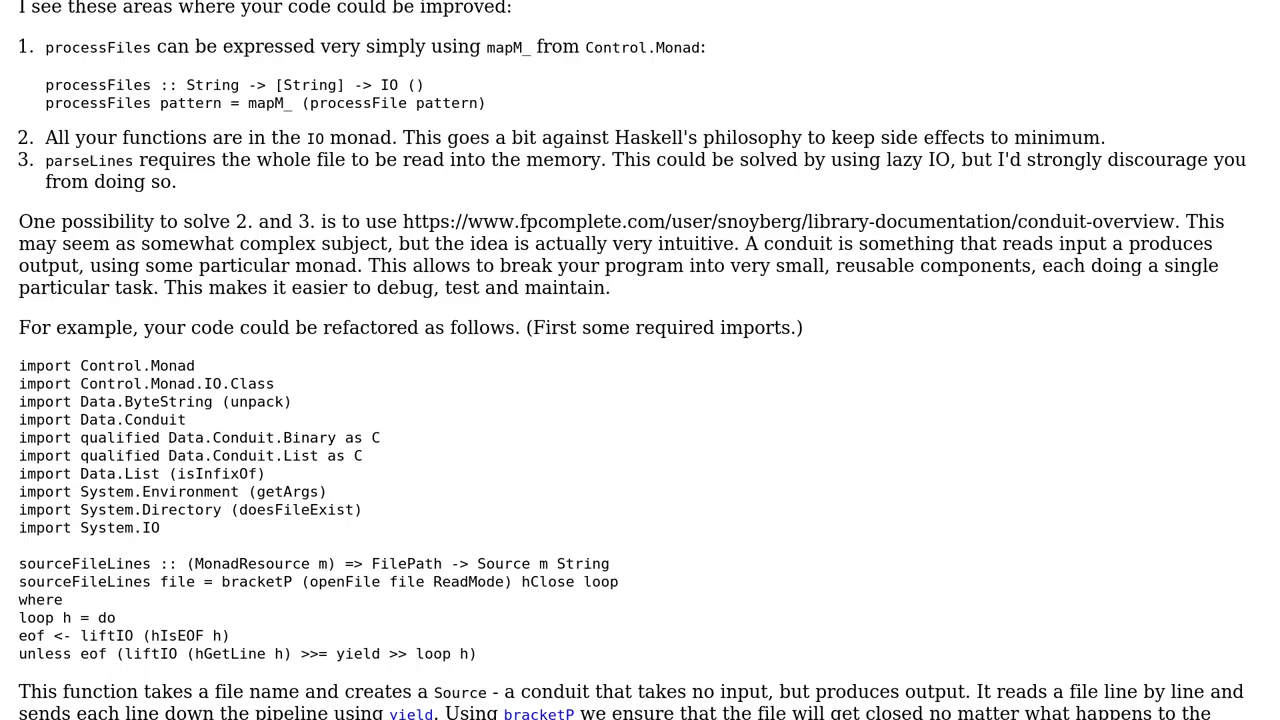 I see these areas where your code could be improved:
1. processFiles can be expressed very simply using mapM_ from Control.Monad:
processFiles :: String -> [String] -> IO ()
processFiles pattern = mapM_ (processFile pattern)
2. All your functions are in the IO monad. This goes a bit against Haskell's philosophy to keep side effects to minimum.
3. parseLines requires the whole file to be read into the memory. This could be solved by using lazy IO, but I'd strongly discourage you
from doing so.
One possibility to solve 2. and 3. is to use https://www.fpcomplete.com/user/snoyberg/library-documentation/conduit-overview. This
may seem as somewhat complex subject, but the idea is actually very intuitive. A conduit is something that reads input a produces
output, using some particular monad. This allows to break your program into very small, reusable components, each doing a single
particular task. This makes it easier to debug, test and maintain.
For example, your code could be refactored as follows. (First some required imports.)
import Control.Monad
import Control.Monad.IO.Class
import Data.ByteString (unpack)
import Data.Conduit
import qualified Data.Conduit.Binary as C
import qualified Data.Conduit.List as C
import Data.List (isInfixOf)
import System.Environment (getArgs)
import System.Directory (doesFileExist)
import System.IO
sourceFileLines :: (MonadResource m) => FilePath -> Source m String
sourceFileLines file = bracketP (openFile file ReadMode) hClose loop
where
loop h = do
eof <- liftIO (hIsEOF h)
unless eof (liftIO (hGetLine h) >>= yield >> loop h)
This function takes a file name and creates a Source - a conduit that takes no input, but produces output. It reads a file line by line and
sends each line down the pipeline using yield. Using bracketP we ensure that the file will get closed no matter what happens to the